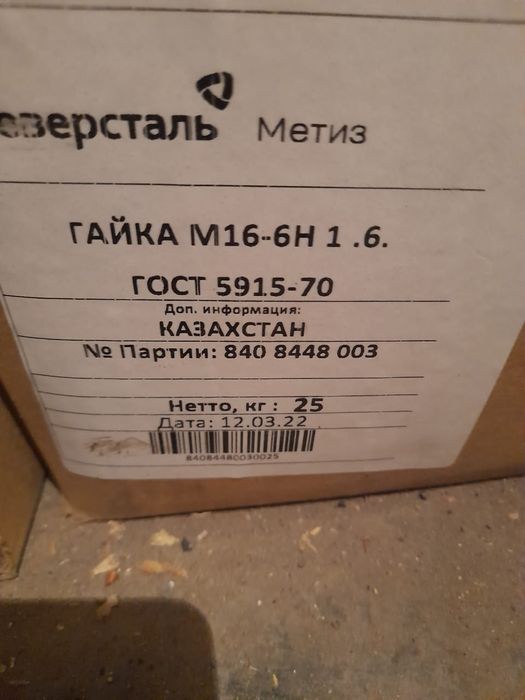 еверсталь Метиз
ГАЙКА М16-6Н 1 .6.
ГОСТ 5915-70
Доп. информация:
КАЗАХСТАН
№ Партии: 840 8448 003
Нетто, кг : 25
Дата: 12.03.22
84084480030025